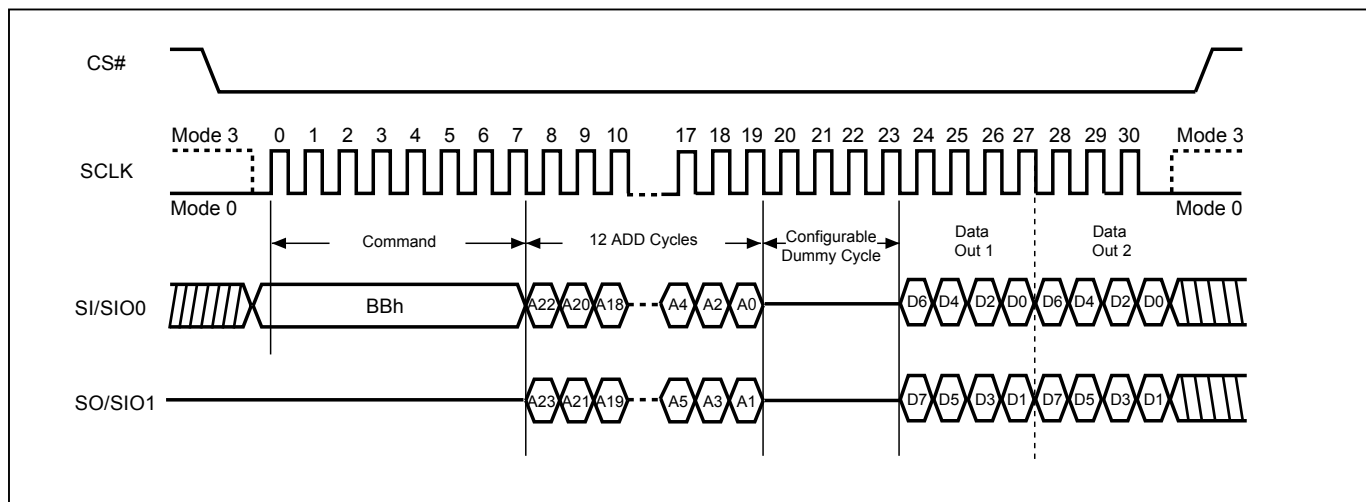 CS#
Mode 3 0 1 2 3 4 5 6 7 8 9 10 17 18 19 20 21 22 23 24 25 26 27 28 29 30 Mode 3
SCLK
Mode 0 Mode 0
Command 12 ADD Cycles Configurable Dummy Cycle Data Out 1 Data Out 2
SI/SIO0 BBh A22 A20 A18 A4 A2 A0 D6 D4 D2 D0 D6 D4 D2 D0
SO/SIO1 A23 A21 A19 A5 A3 A1 D7 D5 D3 D1 D7 D5 D3 D1